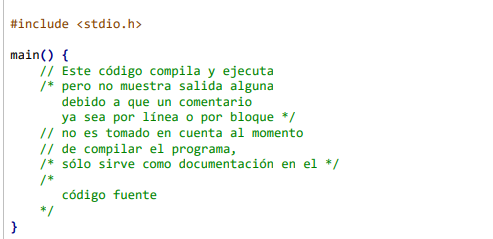 #include <stdio.h>
main() {
// Este código compila y ejecuta
/* pero no muestra salida alguna
debido a que un comentario
ya sea por línea o por bloque */
// no es tomado en cuenta al momento
// de compilar el programa,
/* sólo sirve como documentación en el */
/*
código fuente
*/
}